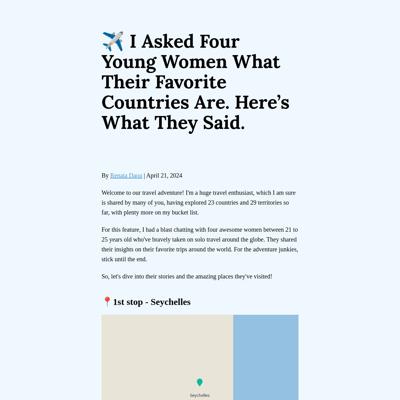 ✈️ I Asked Four
Young Women What
Their Favorite
Countries Are. Here’s
What They Said.
By Renata Daou | April 21, 2024
Welcome to our travel adventure! I'm a huge travel enthusiast, which I am sure
is shared by many of you, having explored 23 countries and 29 territories so
far, with plenty more on my bucket list.
For this feature, I had a blast chatting with four awesome women between 21 to
25 years old who've bravely taken on solo travel around the globe. They shared
their insights on their favorite trips around the world. For the adventure junkies,
stick until the end.
So, let's dive into their stories and the amazing places they've visited!
📍1st stop - Seychelles
Seychelles